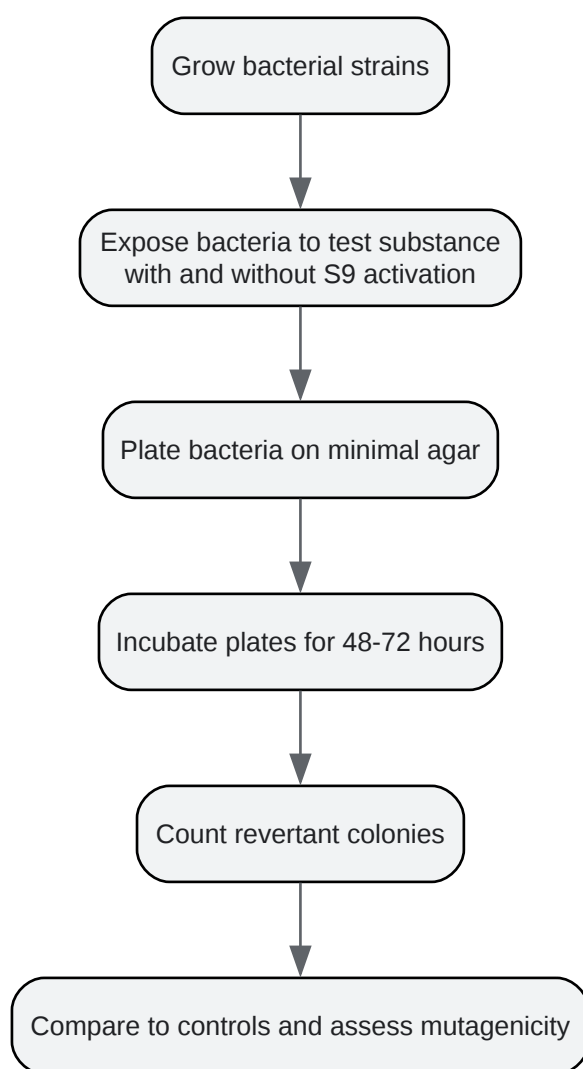 Grow bacterial strains
Expose bacteria to test substance
with and without S9 activation
Plate bacteria on minimal agar
Incubate plates for 48-72 hours
Count revertant colonies
Compare to controls and assess mutagenicity